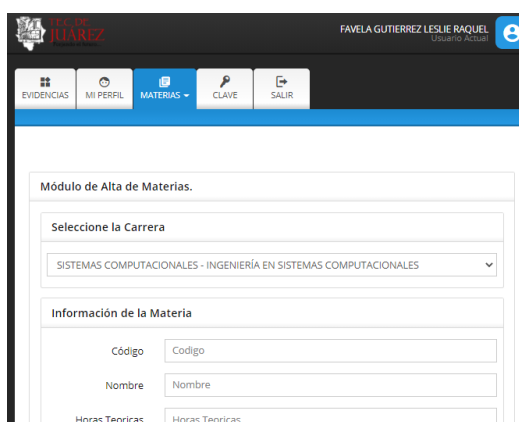 TEC. DE
JUÁREZ
FAVELA GUTIERREZ LESLIE RAQUEL
Usuario Actual
EVIDENCIAS
MI PERFIL
MATERIAS
CLAVE
SALIR
Módulo de Alta de Materias.
Seleccione la Carrera
SISTEMAS COMPUTACIONALES - INGENIERÍA EN SISTEMAS COMPUTACIONALES
Información de la Materia
Código Codigo
Nombre Nombre
Horas Teoricas Horas Teoricas